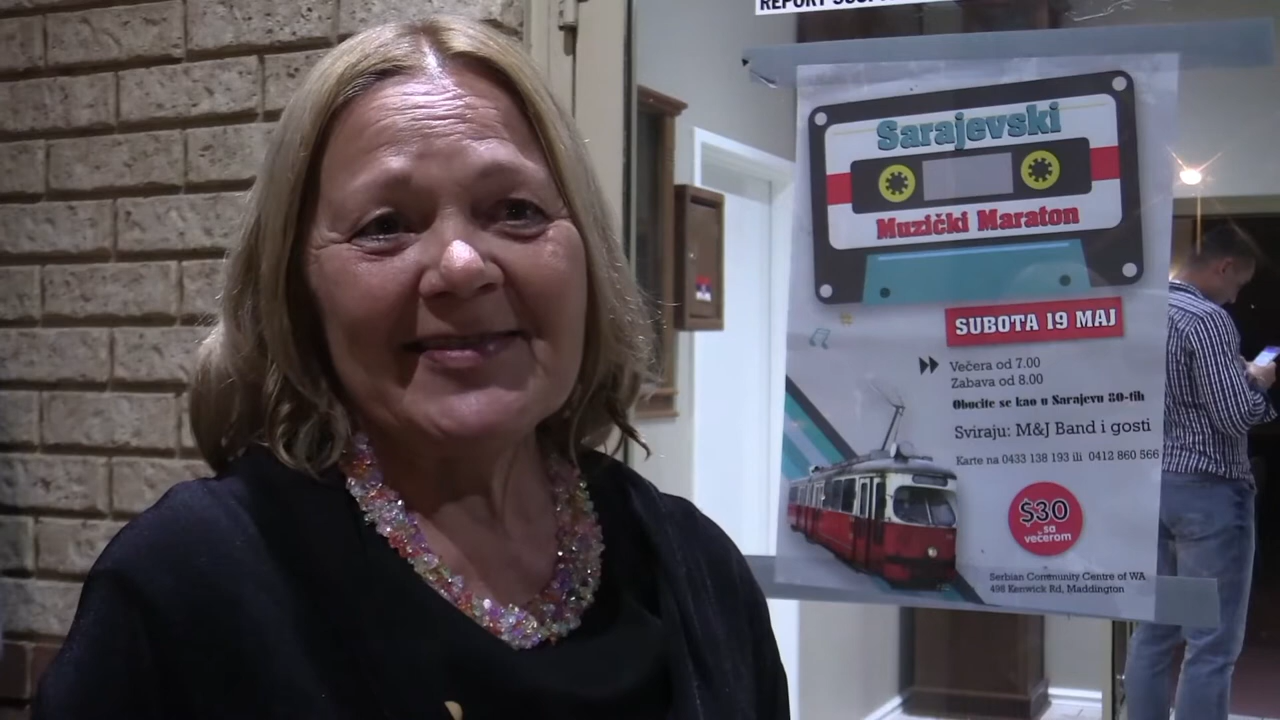 Sarajevski
Muzički Maraton
SUBOTA 19 MAJ
Večera od 7.00
Zabava od 8.00
Obucite se kao u Sarajevu 80-tih
Sviraju: M&J Band i gosti
Karte na 0433 138 193 ili 0412 860 566
$30
sa
večerom
Serbian Community Centre of WA
498 Kenwick Rd, Maddington